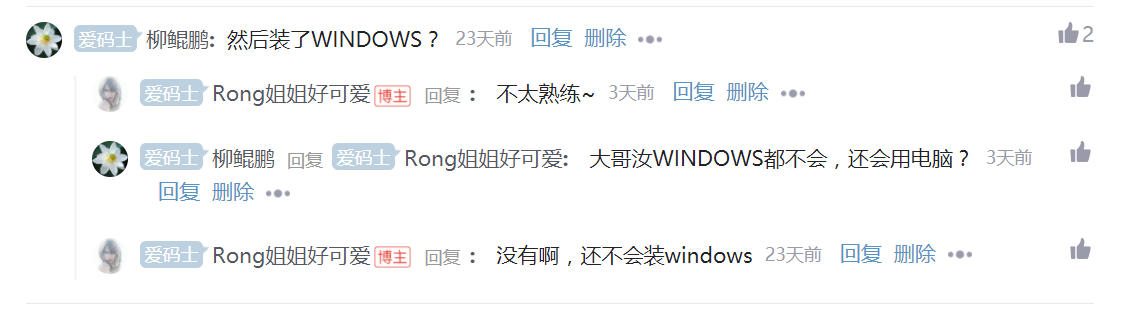 爱码士 柳鲲鹏: 然后装了WINDOWS？ 23天前 回复 删除 2
爱码士 Rong姐姐好可爱 博主 回复： 不太熟练~ 3天前 回复 删除
爱码士 柳鲲鹏 回复 爱码士 Rong姐姐好可爱: 大哥汝WINDOWS都不会，还会用电脑？ 3天前
回复 删除
爱码士 Rong姐姐好可爱 博主 回复： 没有啊，还不会装windows 23天前 回复 删除